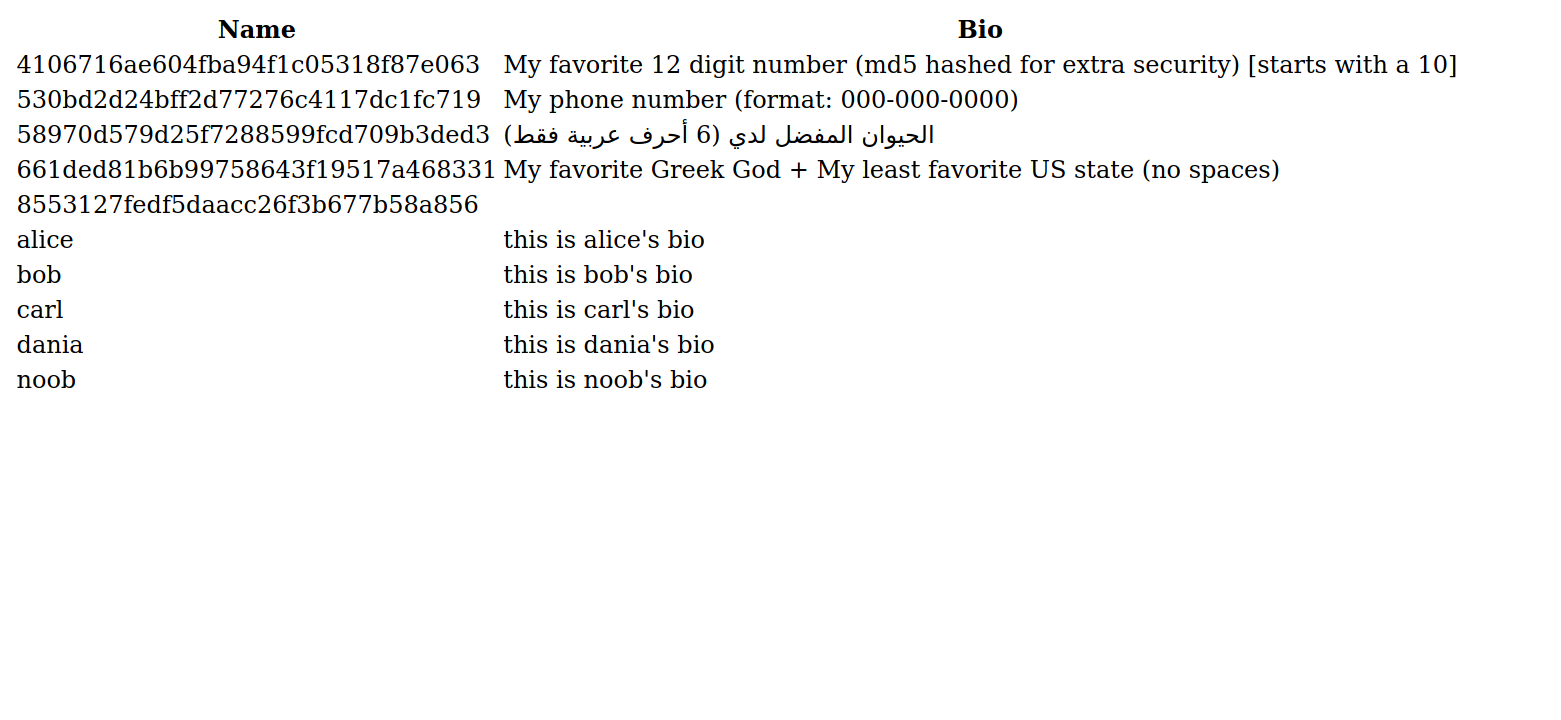 Name Bio
4106716ae604fba94f1c05318f87e063 My favorite 12 digit number (md5 hashed for extra security) [starts with a 10]
530bd2d24bff2d77276c4117dc1fc719 My phone number (format: 000-000-0000)
58970d579d25f7288599fcd709b3ded3 الحيوان المفضل لدي (6 أحرف عربية فقط)
661ded81b6b99758643f19517a468331 My favorite Greek God + My least favorite US state (no spaces)
8553127fedf5daacc26f3b677b58a856
alice this is alice's bio
bob this is bob's bio
carl this is carl's bio
dania this is dania's bio
noob this is noob's bio